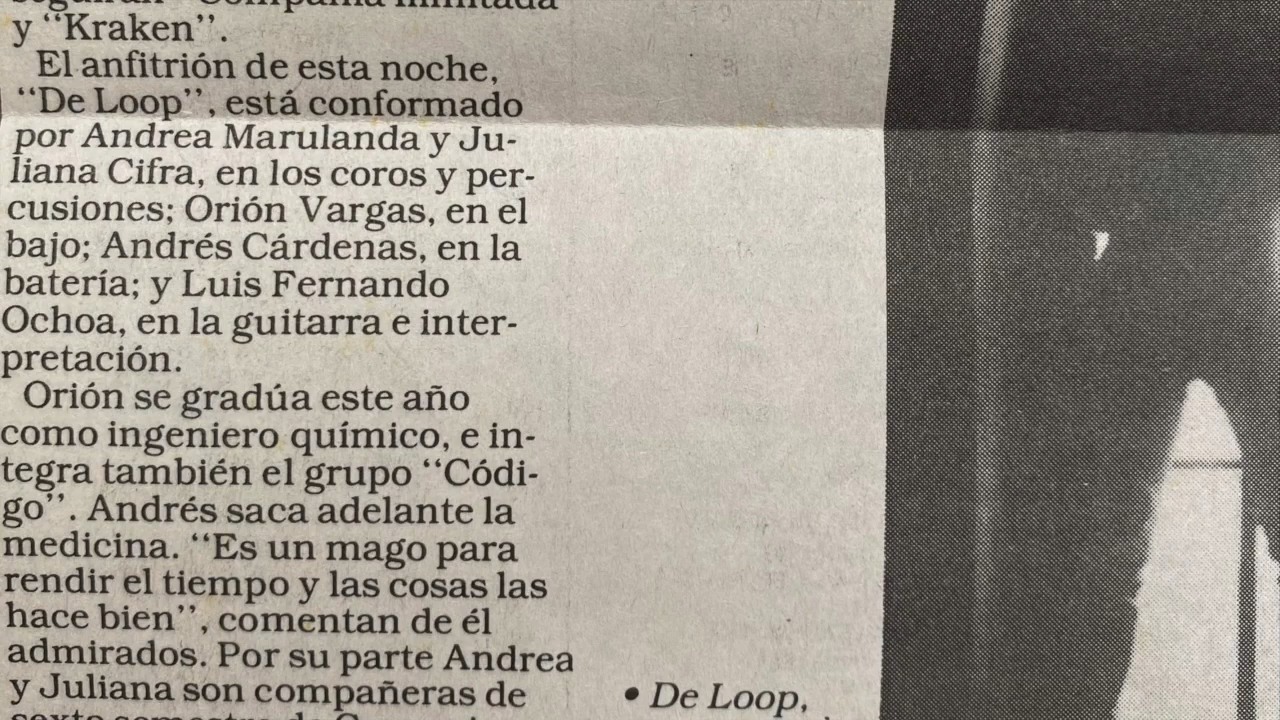 y “Kraken”.
El anfitrión de esta noche,
“De Loop”, está conformado
por Andrea Marulanda y Ju-
liana Cifra, en los coros y per-
cusiones; Orión Vargas, en el
bajo; Andrés Cárdenas, en la
batería; y Luis Fernando
Ochoa, en la guitarra e inter-
pretación.
Orión se gradúa este año
como ingeniero químico, e in-
tegra también el grupo “Códi-
go”. Andrés saca adelante la
medicina. “Es un mago para
rendir el tiempo y las cosas las
hace bien”, comentan de él
admirados. Por su parte Andrea
y Juliana son compañeras de
• De Loop,